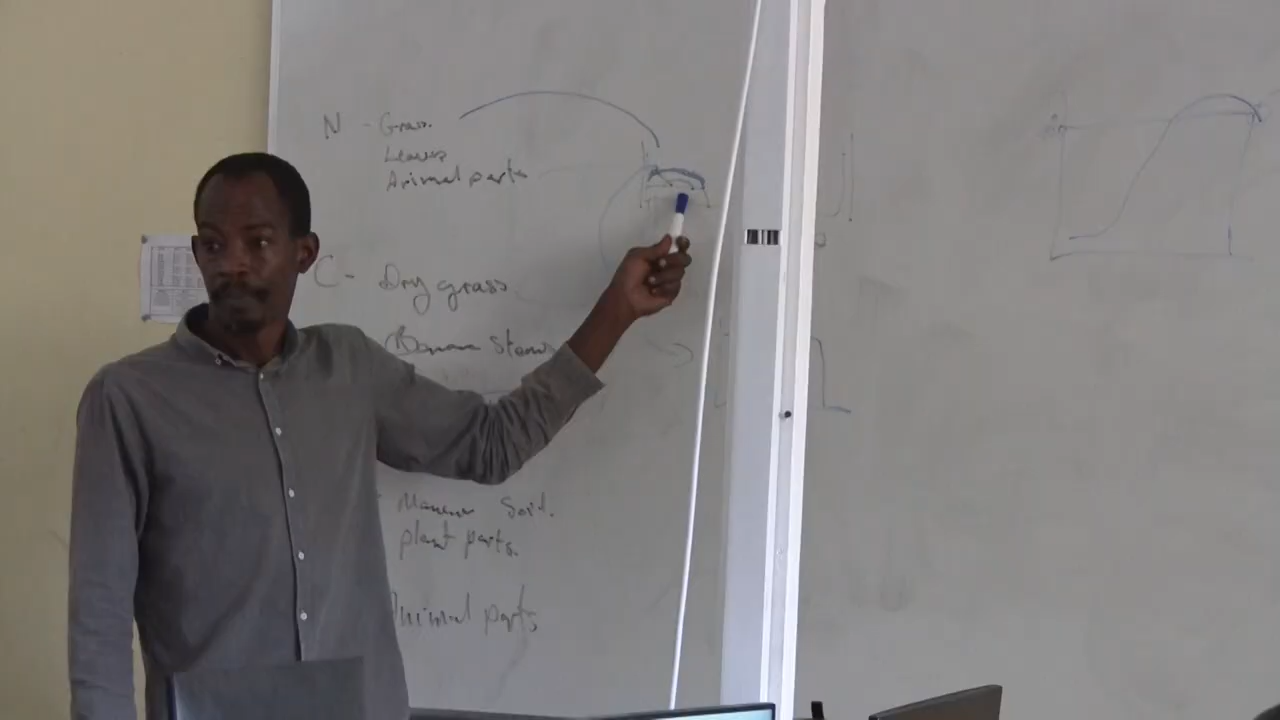 N - Grass
Leaves
Animal parts
C - Dry grass
Banana Stems
Manure Soil.
plant parts.
Animal parts